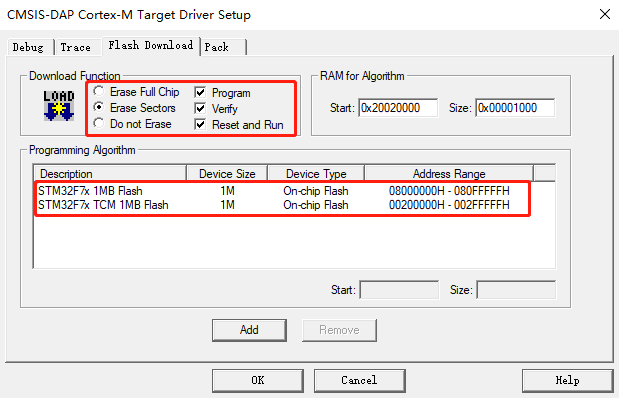 CMSIS-DAP Cortex-M Target Driver Setup
Debug Trace Flash Download Pack
Download Function
LOAD
Erase Full Chip
Erase Sectors
Do not Erase
Program
Verify
Reset and Run
RAM for Algorithm
Start: 0x20020000 Size: 0x00001000
Programming Algorithm
Description Device Size Device Type Address Range
STM32F7x 1MB Flash 1M On-chip Flash 08000000H - 080FFFFFH
STM32F7x TCM 1MB Flash 1M On-chip Flash 00200000H - 002FFFFFH
Start: Size:
Add Remove
OK Cancel Help